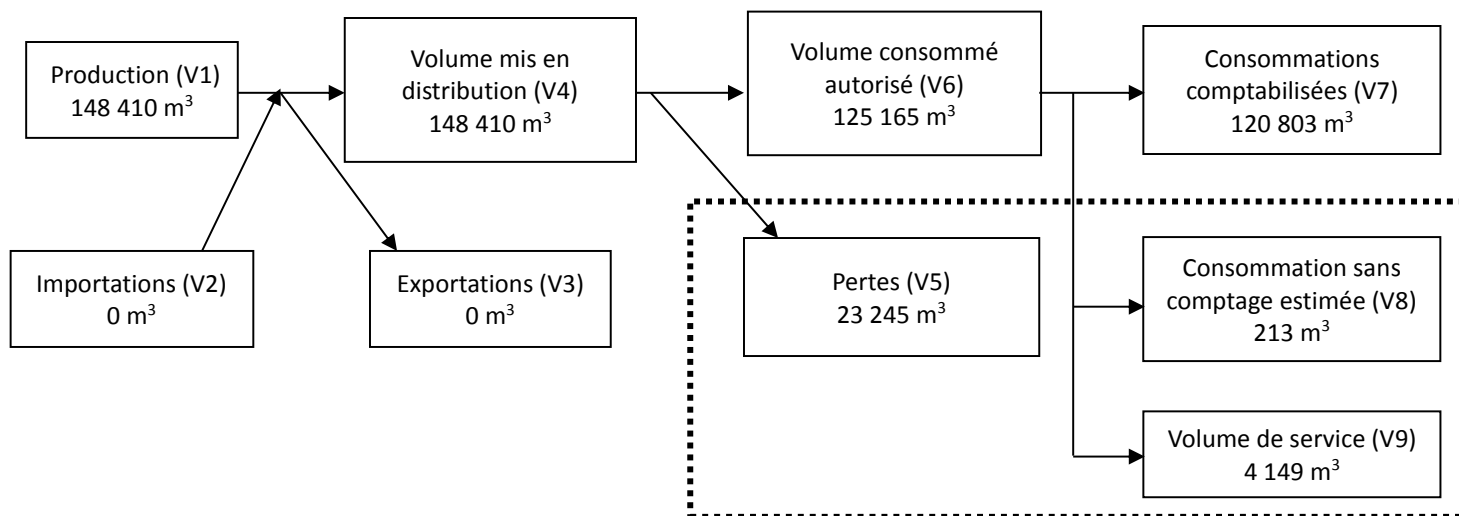 Production (V1)
148 410 m³
Volume mis en
distribution (V4)
148 410 m³
Volume consommé
autorisé (V6)
125 165 m³
Consommations
comptabilisées (V7)
120 803 m³
Importations (V2)
0 m³
Exportations (V3)
0 m³
Pertes (V5)
23 245 m³
Consommation sans
comptage estimée (V8)
213 m³
Volume de service (V9)
4 149 m³